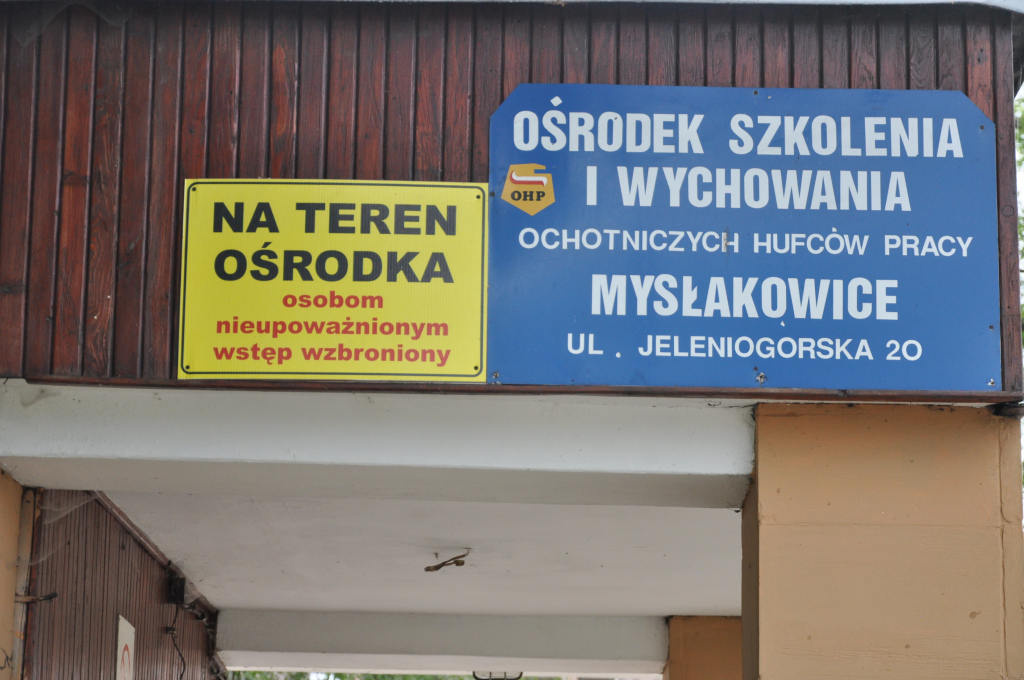 NA TEREN
OŚRODKA
osobom
nieupoważnionym
wstęp wzbroniony
OŚRODEK SZKOLENIA
I WYCHOWANIA
OHP
OCHOTNICZYCH HUFCÓW PRACY
MYSŁAKOWICE
UL. JELENIOGORSKA 20